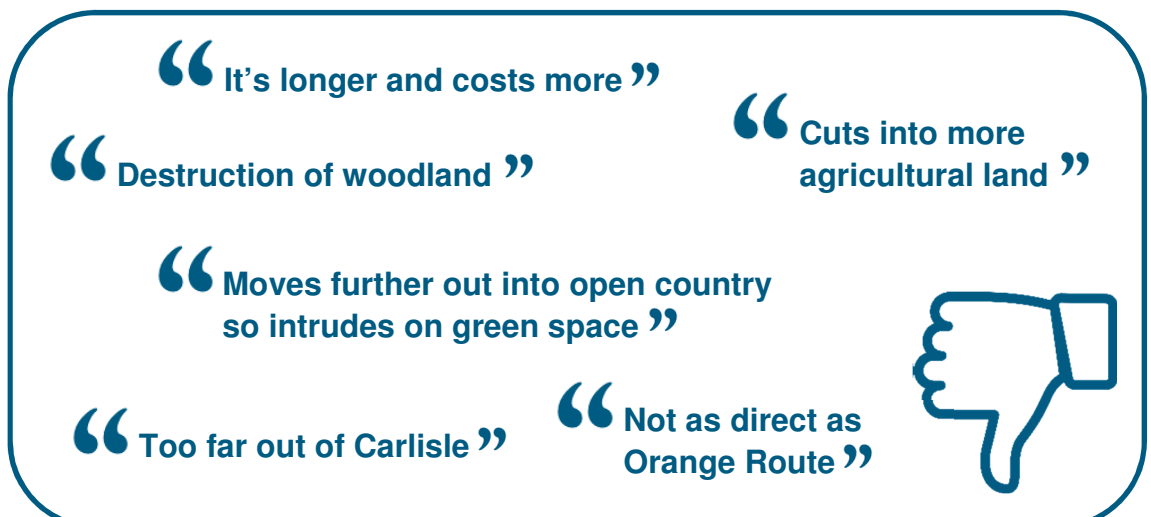 “ It’s longer and costs more ”
“ Cuts into more
agricultural land ”
“ Destruction of woodland ”
“ Moves further out into open country
so intrudes on green space ”
“ Too far out of Carlisle ”
“ Not as direct as
Orange Route ”